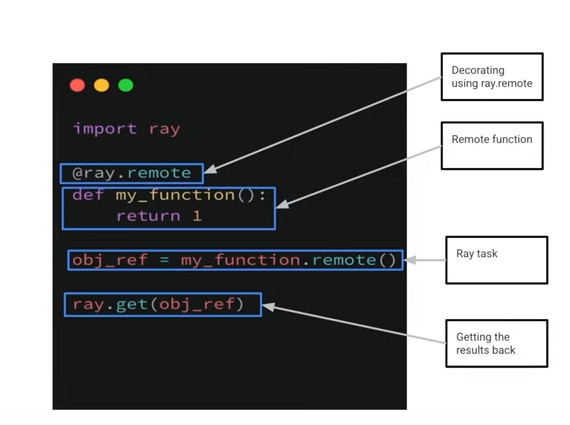 import ray
@ray.remote
def my_function():
    return 1
obj_ref = my_function.remote()
ray.get(obj_ref)
Decorating
using ray.remote
Remote function
Ray task
Getting the
results back